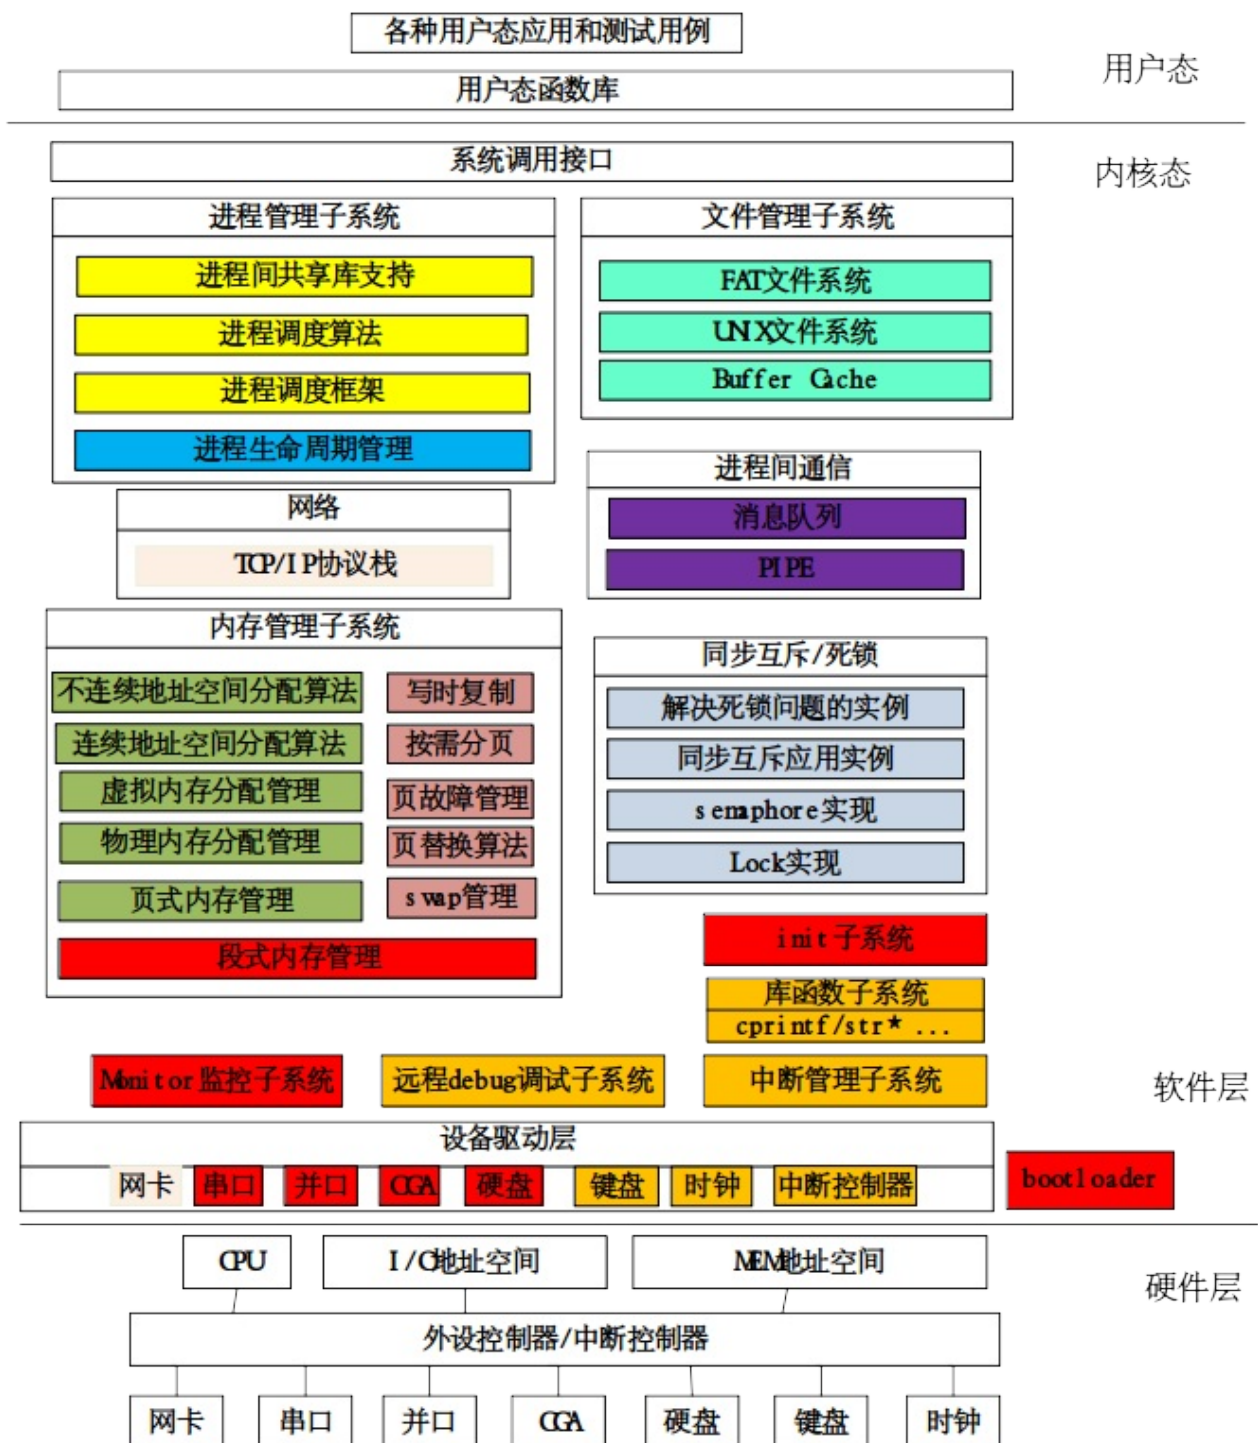 各种用户态应用和测试用例
用户态
用户态函数库
系统调用接口
内核态
进程管理子系统
进程间共享库支持
进程调度算法
进程调度框架
进程生命周期管理
文件管理子系统
FAT文件系统
UNIX文件系统
Buffer Cache
网络
TCP/IP协议栈
进程间通信
消息队列
PIPE
内存管理子系统
不连续地址空间分配算法
写时复制
连续地址空间分配算法
按需分页
虚拟内存分配管理
页故障管理
物理内存分配管理
页替换算法
页式内存管理
swap管理
段式内存管理
同步互斥/死锁
解决死锁问题的实例
同步互斥应用实例
semaphore实现
Lock实现
init子系统
库函数子系统
cprintf/str* ...
Monitor监控子系统
远程debug调试子系统
中断管理子系统
软件层
设备驱动层
网卡 串口 并口 CGA 硬盘 键盘 时钟 中断控制器
bootloader
CPU
I/O地址空间
MEM地址空间
硬件层
外设控制器/中断控制器
网卡 串口 并口 CGA 硬盘 键盘 时钟